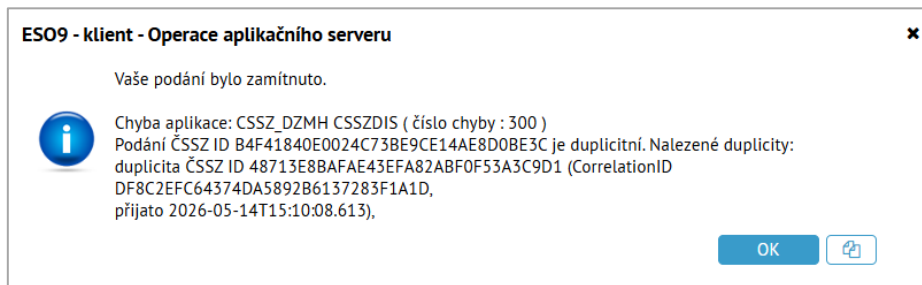 ESO9 - klient - Operace aplikačního serveru
Vaše podání bylo zamítnuto.
Chyba aplikace: CSSZ_DZMH CSSZDIS ( číslo chyby : 300 )
Podání ČSSZ ID B4F41840E0024C73BE9CE14AE8D0BE3C je duplicitní. Nalezené duplicity:
duplicita ČSSZ ID 48713E8BAFAE43EFA82ABF0F53A3C9D1 (CorrelationID
DF8C2EFC64374DA5892B6137283F1A1D,
přijato 2026-05-14T15:10:08.613),
OK